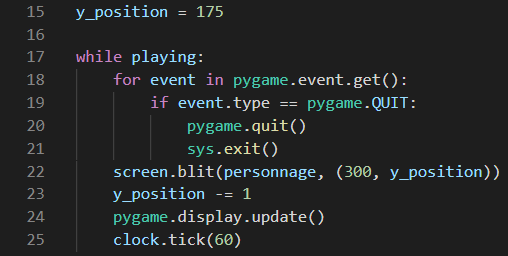 15 y_position = 175
16
17 while playing:
18     for event in pygame.event.get():
19         if event.type == pygame.QUIT:
20             pygame.quit()
21             sys.exit()
22     screen.blit(personnage, (300, y_position))
23     y_position -= 1
24     pygame.display.update()
25     clock.tick(60)